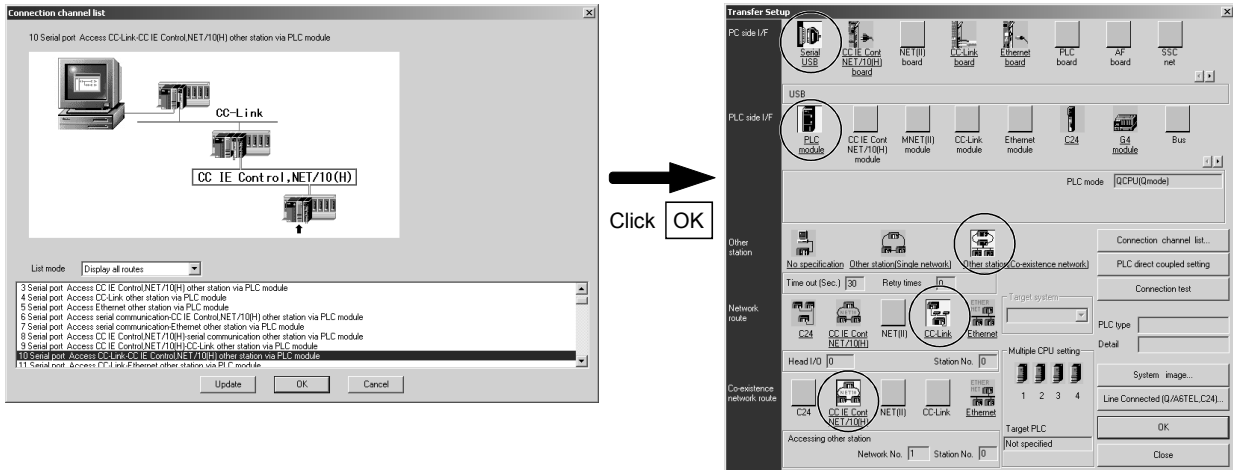 Connection channel list
10 Serial port Access CC-Link-CC IE Control,NET/10(H) other station via PLC module
CC-Link
CC IE Control,NET/10(H)
List mode Display all routes
3 Serial port Access CC IE Control,NET/10(H) other station via PLC module
4 Serial port Access CC-Link other station via PLC module
5 Serial port Access Ethernet other station via PLC module
6 Serial port Access serial communication-CC IE Control,NET/10(H) other station via PLC module
7 Serial port Access serial communication-Ethernet other station via PLC module
8 Serial port Access CC IE Control,NET/10(H)-serial communication other station via PLC module
9 Serial port Access CC IE Control,NET/10(H)-CC-Link other station via PLC module
10 Serial port Access CC-Link-CC IE Control,NET/10(H) other station via PLC module
11 Serial port Access CC-Link-Ethernet other station via PLC module
Update OK Cancel
Click OK
Transfer Setup
PC side I/F
Serial USB
CC IE Cont NET/10(H) board
NET(II) board
CC-Link board
Ethernet board
PLC board
AF board
SSC net
USB
PLC side I/F
PLC module
CC IE Cont NET/10(H) module
MNET(II) module
CC-Link module
Ethernet module
C24
G4 module
Bus
PLC mode QCPU(Qmode)
Other station
No specification
Other station(Single network)
Other station(Co-existence network)
Time out (Sec.) 30 Retry times 0
Connection channel list...
PLC direct coupled setting
Connection test
Network route
C24
CC IE Cont NET/10(H)
NET(II)
CC-Link
Ethernet
Head I/O 0 Station No. 0
Target system
PLC type
Detail
Multiple CPU setting
1 2 3 4
System image...
Line Connected (Q/A6TEL,C24)...
Co-existence network route
C24
CC IE Cont NET/10(H)
NET(II)
CC-Link
Ethernet
Accessing other station
Network No. 1 Station No. 0
Target PLC
Not specified
OK
Close